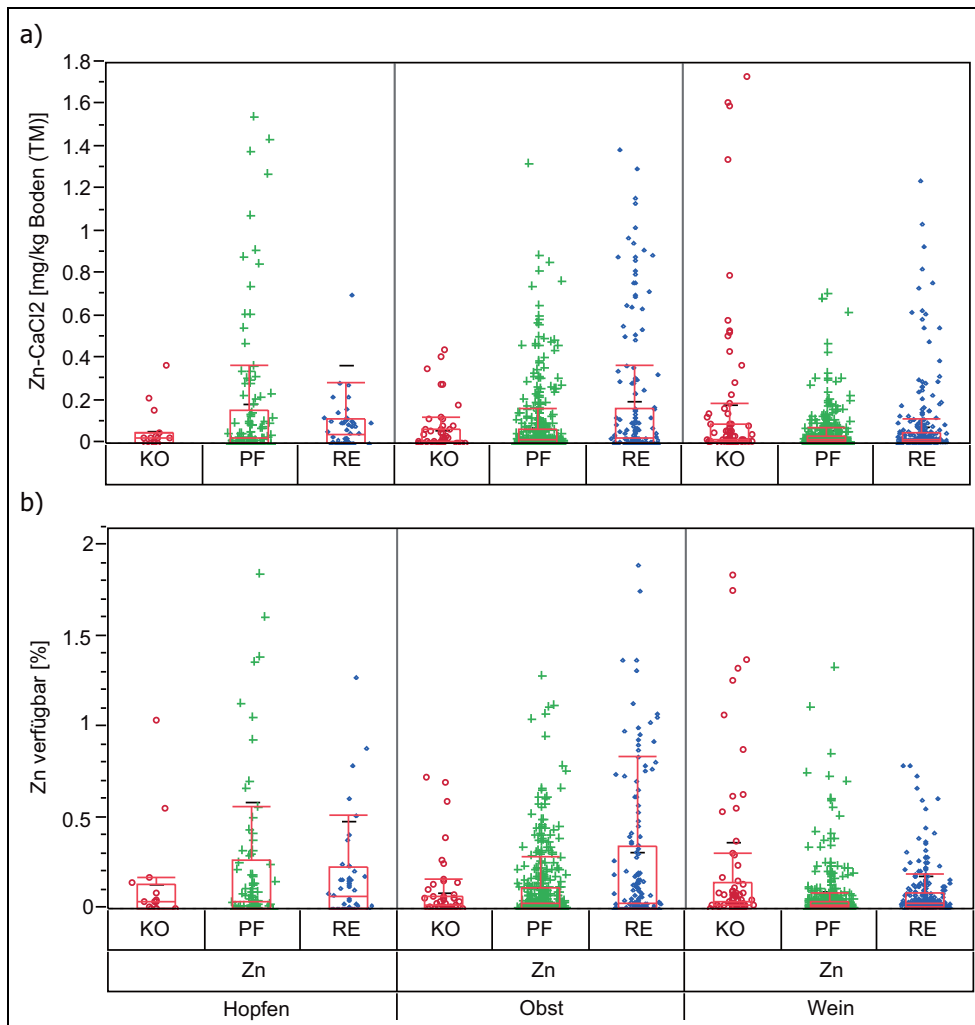 a)
Zn-CaCl2 [mg/kg Boden (TM)]
1.8
1.6
1.4
1.2
1
0.8
0.6
0.4
0.2
0
KO PF RE KO PF RE KO PF RE
b)
Zn verfügbar [%]
2
1.5
1
0.5
0
KO PF RE KO PF RE KO PF RE
Zn Zn Zn
Hopfen Obst Wein